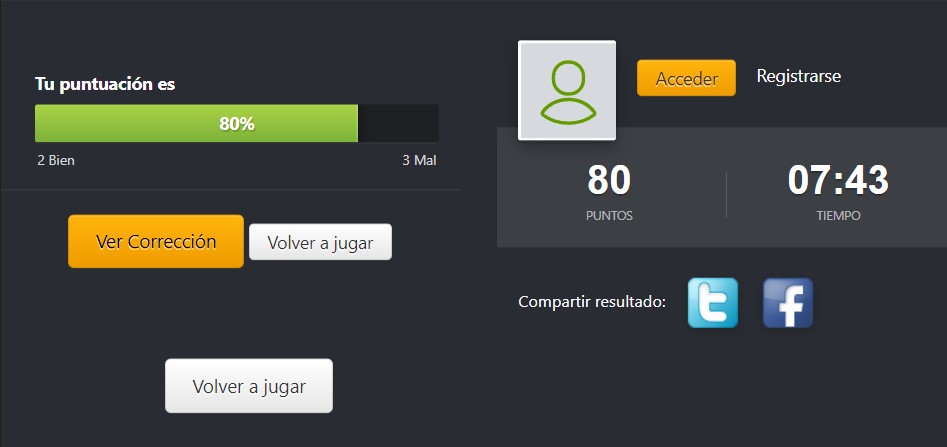 Tu puntuación es
80%
2 Bien
3 Mal
Ver Corrección
Volver a jugar
Volver a jugar
Acceder
Registrarse
80
PUNTOS
07:43
TIEMPO
Compartir resultado: